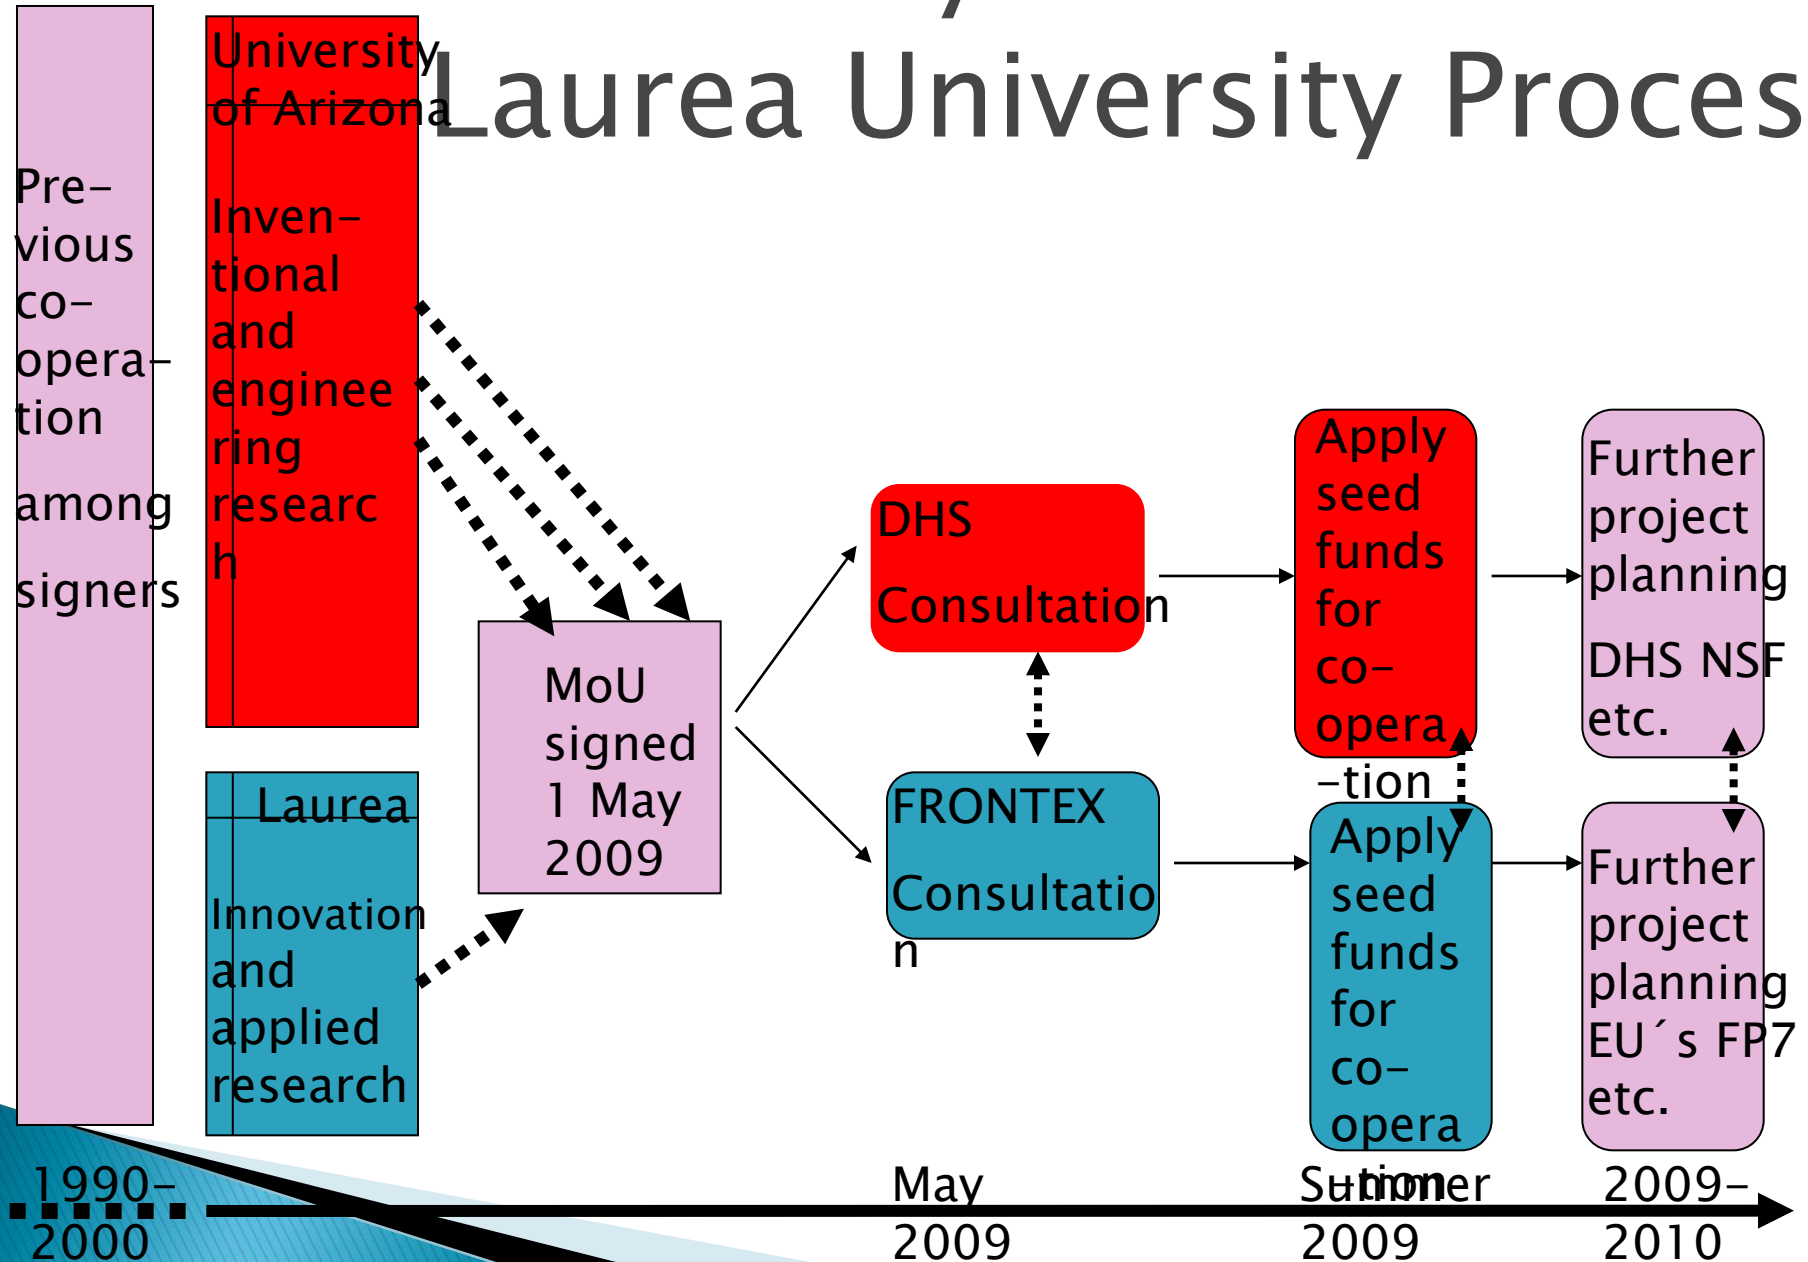 Laurea University Proces
Pre-
vious
co-
opera-
tion
among
signers
University
of Arizona
Inven-
tional
and
enginee
ring
researc
h
Laurea
Innovation
and
applied
research
MoU
signed
1 May
2009
DHS
Consultation
FRONTEX
Consultatio
n
Apply
seed
funds
for
co-
opera
-tion
Apply
seed
funds
for
co-
opera
-tion
Further
project
planning
DHS NSF
etc.
Further
project
planning
EU´s FP7
etc.
1990-
2000
May
2009
Summer
2009
2009-
2010